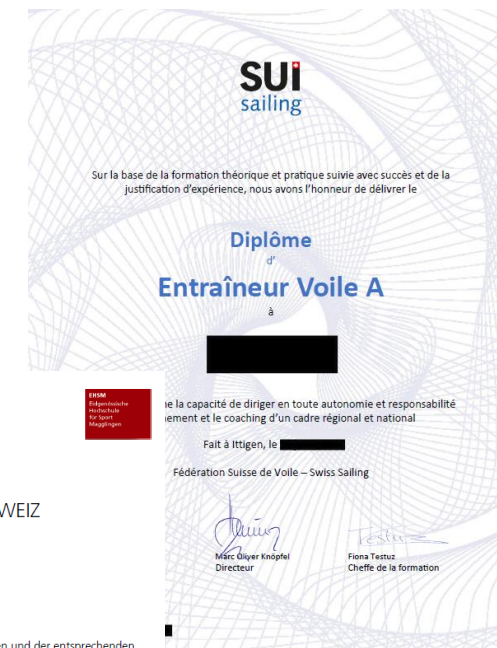 SUI
sailing
Sur la base de la formation théorique et pratique suivie avec succès et de la
justification d'expérience, nous avons l'honneur de délivrer le
Diplôme
d'
Entraîneur Voile A
à
EHSM
Eidgenössische
Hochschule
für Sport
Magglingen
la capacité de diriger en toute autonomie et responsabilité
et le coaching d'un cadre régional et national
Fait à Ittigen, le
Fédération Suisse de Voile – Swiss Sailing
WEIZ
Testuz
Marc Oliver Knöpfel
Fiona Testuz
Directeur
Cheffe de la formation
und der entsprechenden